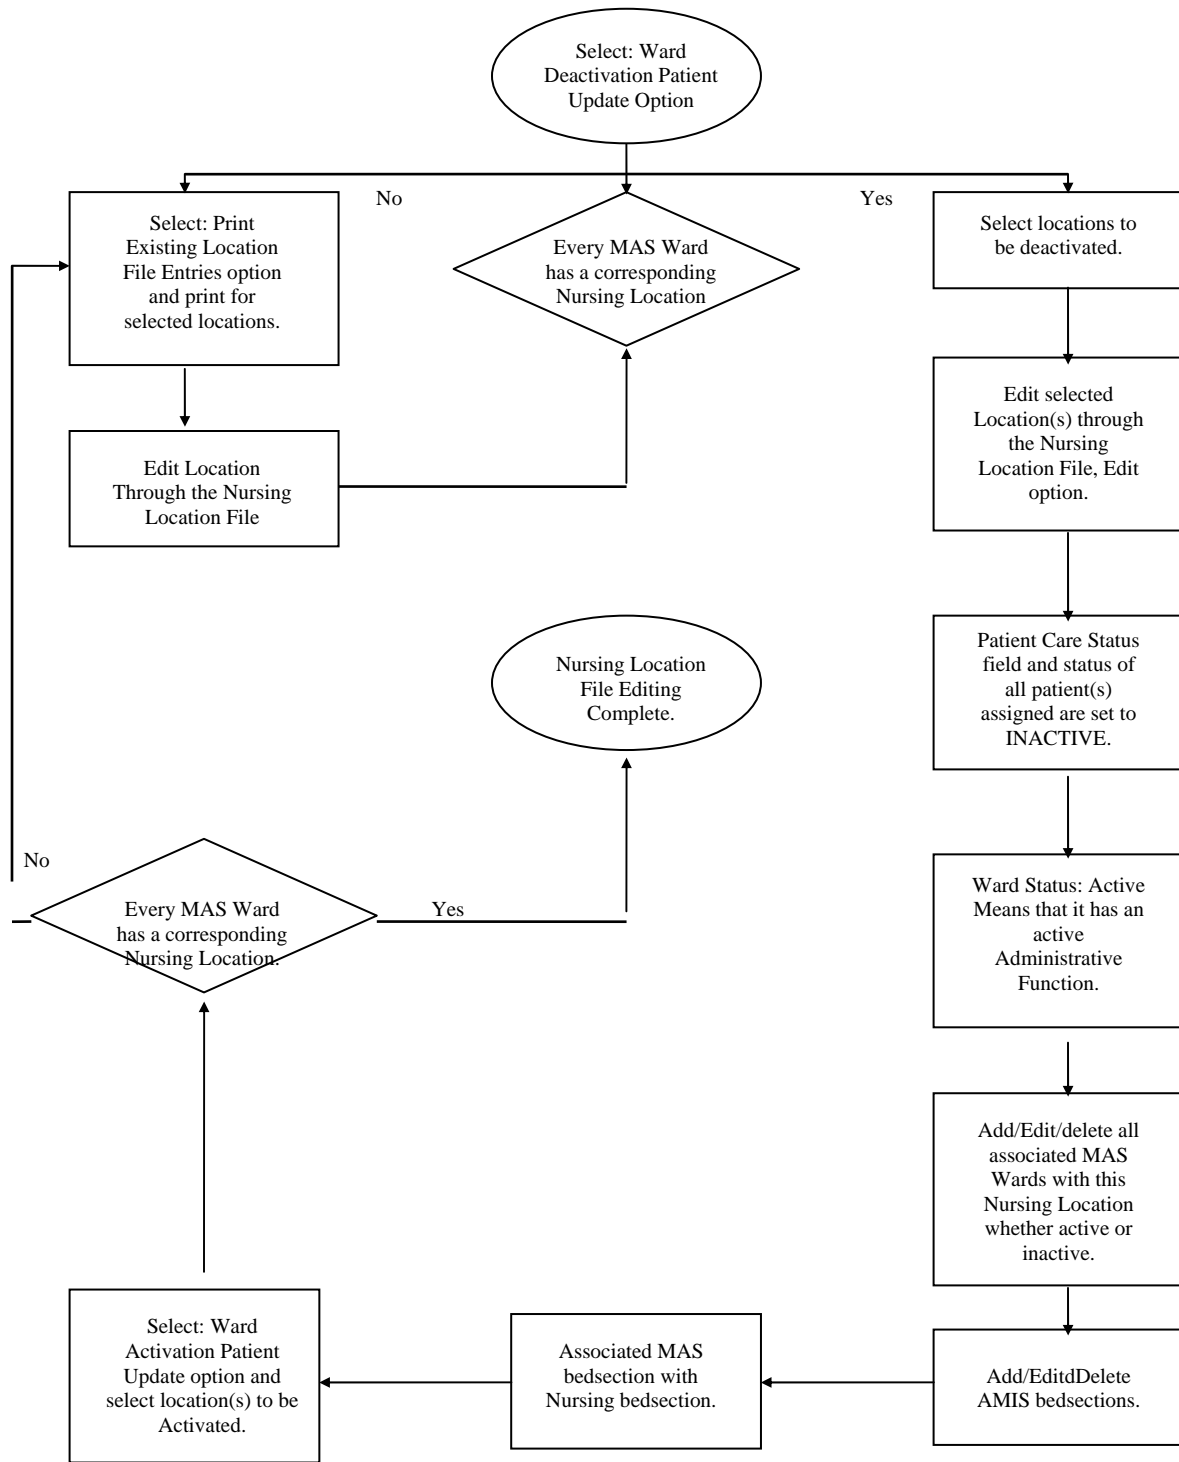 Select: Ward
Deactivation Patient
Update Option
No
Yes
Select: Print
Existing Location
File Entries option
and print for
selected locations.
Every MAS Ward
has a corresponding
Nursing Location
Select locations to
be deactivated.
Edit Location
Through the Nursing
Location File
Edit selected
Location(s) through
the Nursing
Location File, Edit
option.
Patient Care Status
field and status of
all patient(s)
assigned are set to
INACTIVE.
Nursing Location
File Editing
Complete.
No
Every MAS Ward
has a corresponding
Nursing Location.
Yes
Ward Status: Active
Means that it has an
active
Administrative
Function.
Add/Edit/delete all
associated MAS
Wards with this
Nursing Location
whether active or
inactive.
Select: Ward
Activation Patient
Update option and
select location(s) to be
Activated.
Associated MAS
bedsection with
Nursing bedsection.
Add/EditdDelete
AMIS bedsections.